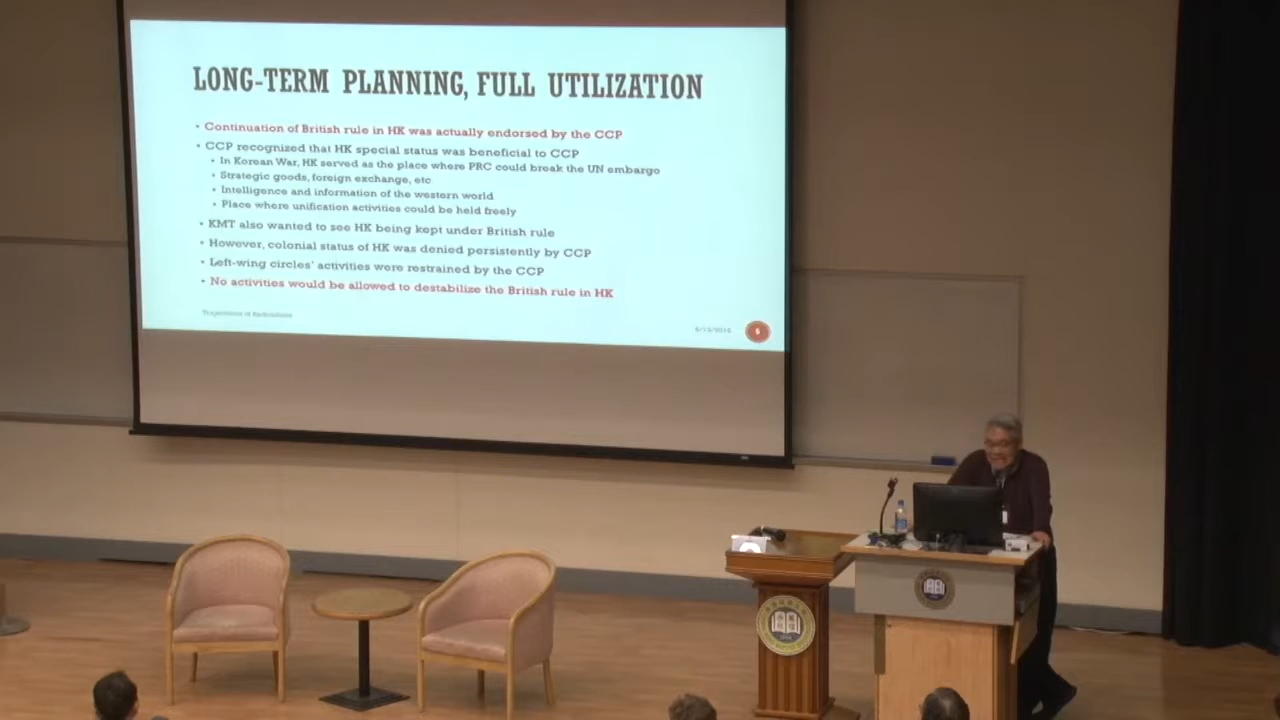 LONG-TERM PLANNING, FULL UTILIZATION
• Continuation of British rule in HK was actually endorsed by the CCP
• CCP recognized that HK special status was beneficial to CCP
• In Korean War, HK served as the place where PRC could break the UN embargo
• Strategic goods, foreign exchange, etc
• Intelligence and information of the western world
• Place where unification activities could be held freely
• KMT also wanted to see HK being kept under British rule
• However, colonial status of HK was denied persistently by CCP
• Left-wing circles' activities were restrained by the CCP
• No activities would be allowed to destabilize the British rule in HK